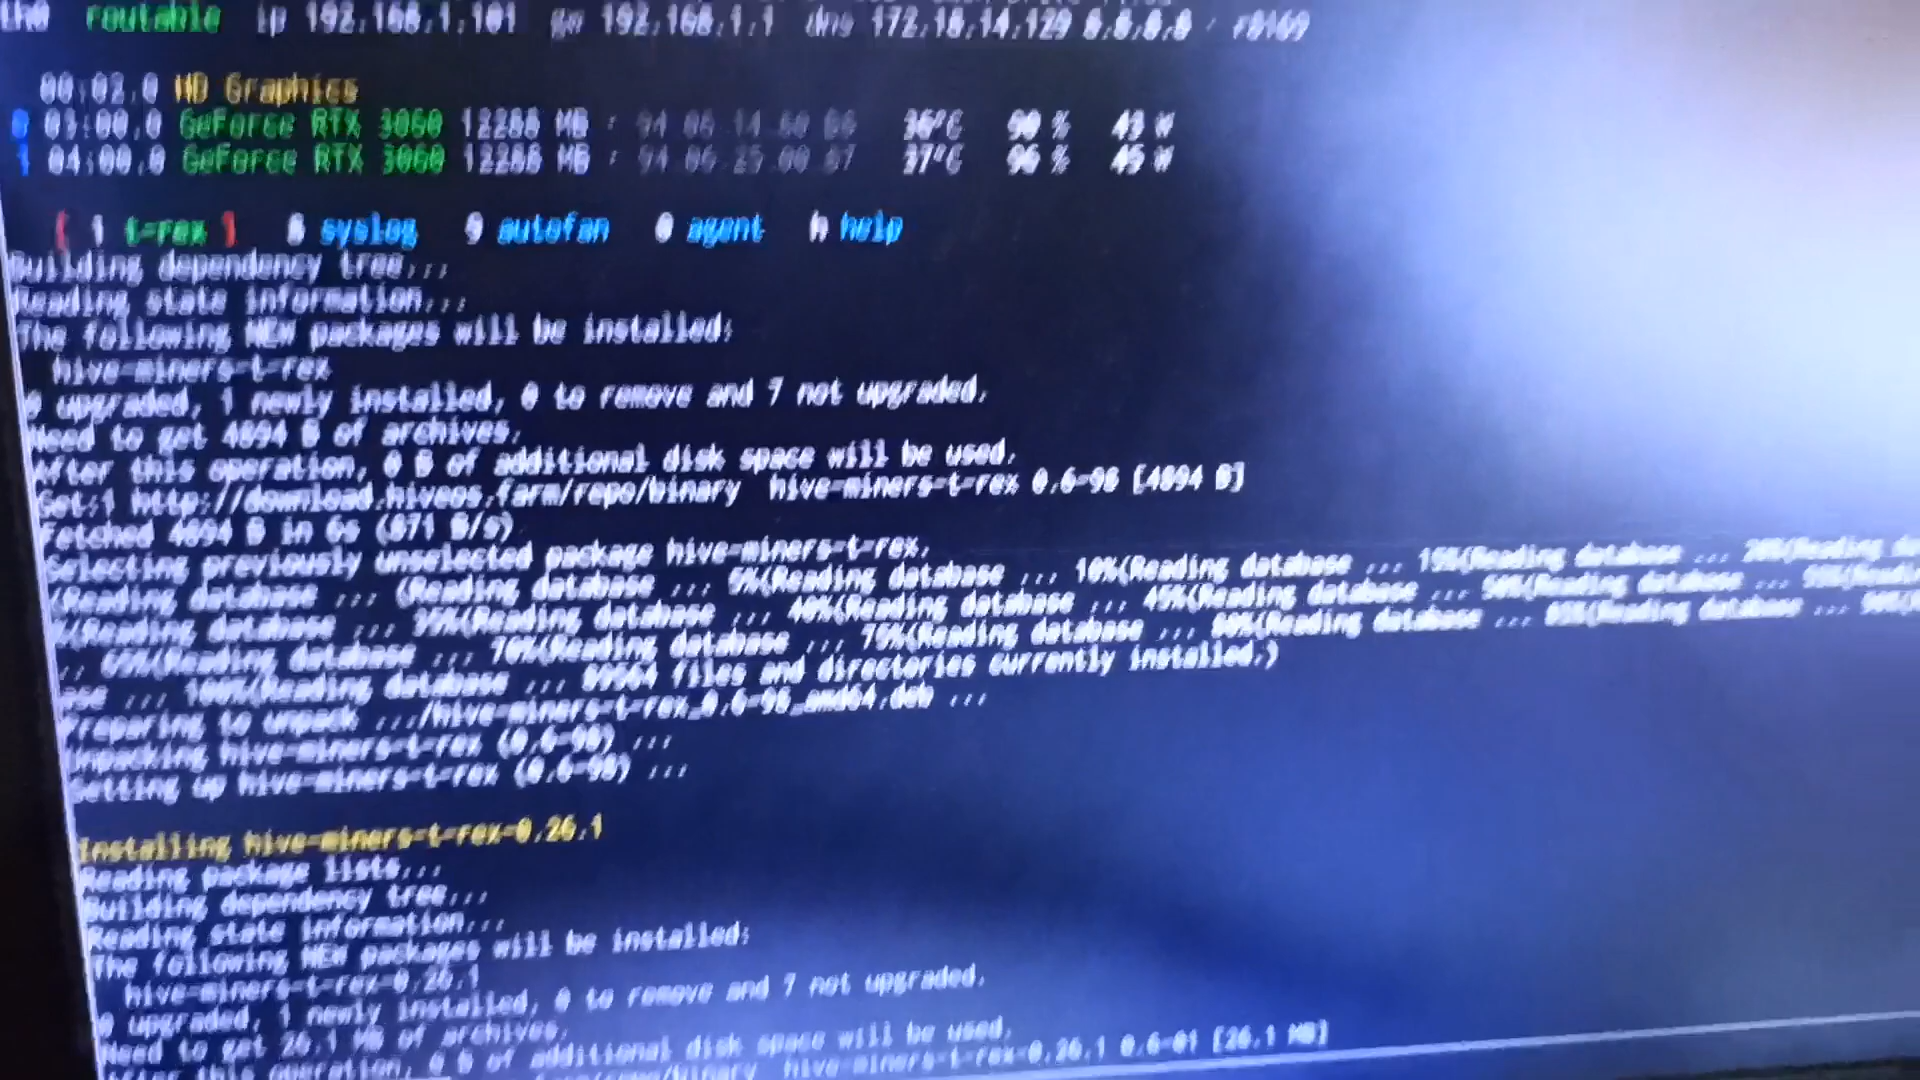 routable ip 192.168.1.101 gw 192.168.1.1 dns 172.18.14.129 8.8.8.8 · r8169
00:02.0 HD Graphics
0 03:00.0 GeForce RTX 3060 12288 MB · 94.06.14.
1 04:00.0 GeForce RTX 3060 12288 MB · 94.06.25.00. 37°C 45 W
[ 1 t-rex ] 8 syslog 9 autofan 0 agent h help
Building dependency tree...
Reading state information...
The following NEW packages will be installed:
hive-miners-t-rex
0 upgraded, 1 newly installed, 0 to remove and 7 not upgraded.
Need to get 4894 B of archives.
After this operation, 0 B of additional disk space will be used.
Get:1 http://download.hiveos.farm/repo/binary hive-miners-t-rex 0.6-98 [4894 B]
Fetched 4894 B in 6s (871 B/s)
Selecting previously unselected package hive-miners-t-rex.
(Reading database ... (Reading database ... 5%(Reading database ... 10%(Reading database ... 15%(Reading database ... 20%(Reading
%(Reading database ... 35%(Reading database ... 40%(Reading database ... 45%(Reading database ... 50%(Reading database ... 55%(Reading
.. 65%(Reading database ... 70%(Reading database ... 75%(Reading database ... 80%(Reading database ... 85%(Reading database ... 90%(
ase ... 100%(Reading database ... files and directories currently installed.)
Preparing to unpack .../hive-miners-t-rex_0.6-98_amd64.deb ...
Unpacking hive-miners-t-rex (0.6-98) ...
Setting up hive-miners-t-rex (0.6-98) ...
Installing hive-miners-t-rex-0.26.1
Reading package lists...
Building dependency tree...
Reading state information...
The following NEW packages will be installed:
hive-miners-t-rex-0.26.1
0 upgraded, 1 newly installed, 0 to remove and 7 not upgraded.
Need to get 26.1 MB of archives.
After this operation, 0 B of additional disk space will be used.
farm/repo/binary hive-miners-t-rex-0.26.1 0.6-01 [26.1 MB]